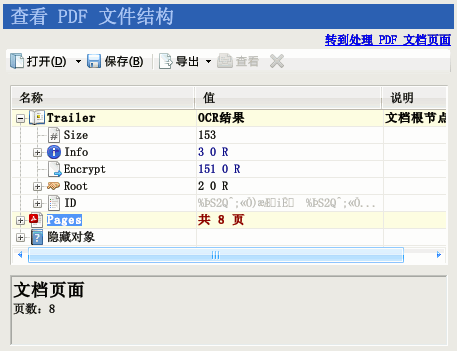 查看 PDF 文件结构
转到处理 PDF 文档页面
打开(D) 保存(B) 导出 查看
名称 值 说明
Trailer OCR结果 文档根节点
Size 153
Info 3 0 R
Encrypt 151 0 R
Root 2 0 R
ID
Pages 共 8 页
隐藏对象
文档页面
页数: 8